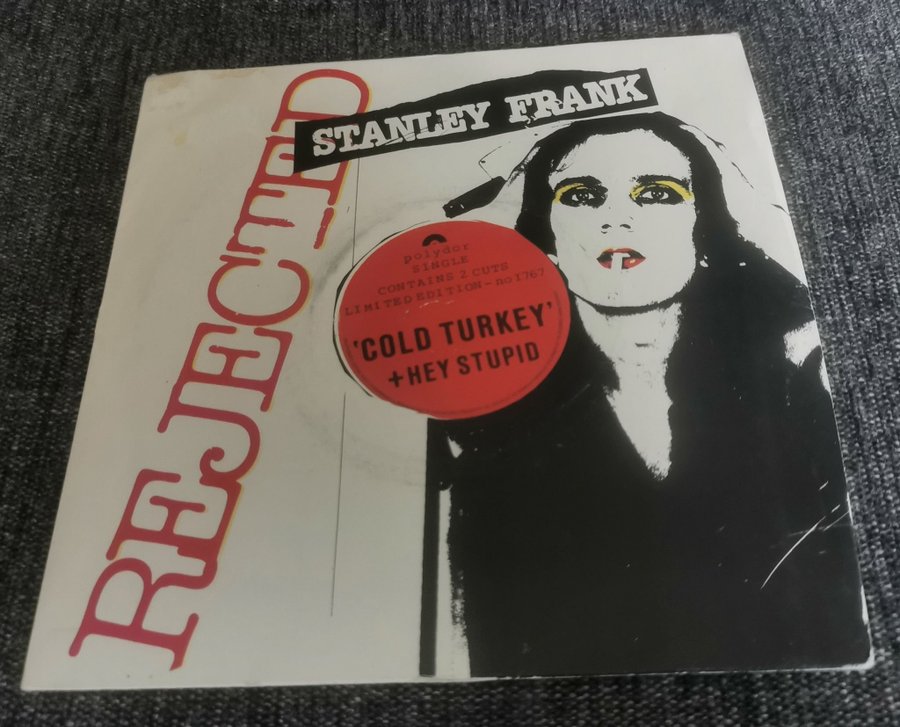 REJECTED
STANLEY FRANK
polydor
SINGLE
CONTAINS 2 CUTS
LIMITED EDITION - no 1767
'COLD TURKEY'
+ HEY STUPID